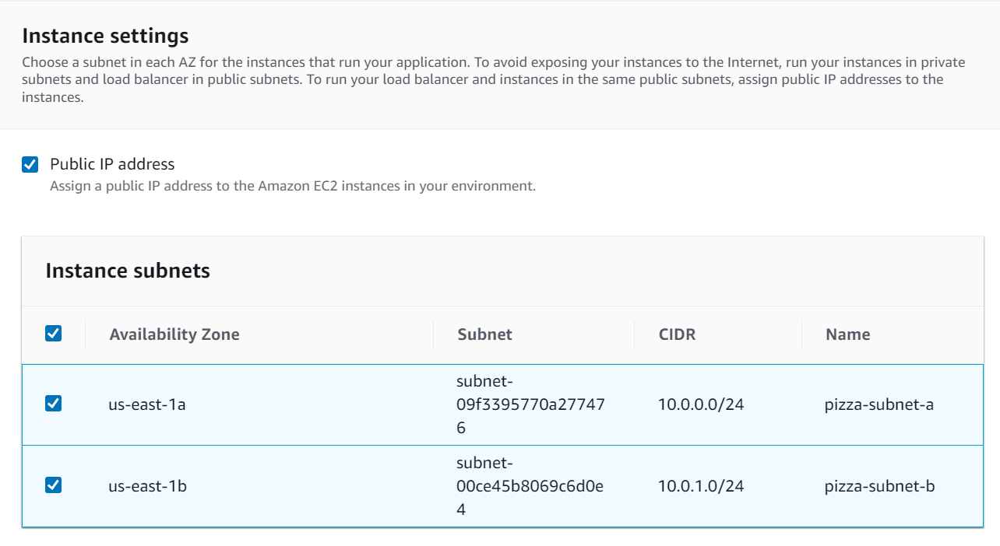 Instance settings
Choose a subnet in each AZ for the instances that run your application. To avoid exposing your instances to the Internet, run your instances in private
subnets and load balancer in public subnets. To run your load balancer and instances in the same public subnets, assign public IP addresses to the
instances.
Public IP address
Assign a public IP address to the Amazon EC2 instances in your environment.
Instance subnets
Availability Zone Subnet CIDR Name
subnet-
us-east-1a 09f3395770a27747 10.0.0.0/24 pizza-subnet-a
6
subnet-
us-east-1b 00ce45b8069c6d0e 10.0.1.0/24 pizza-subnet-b
4